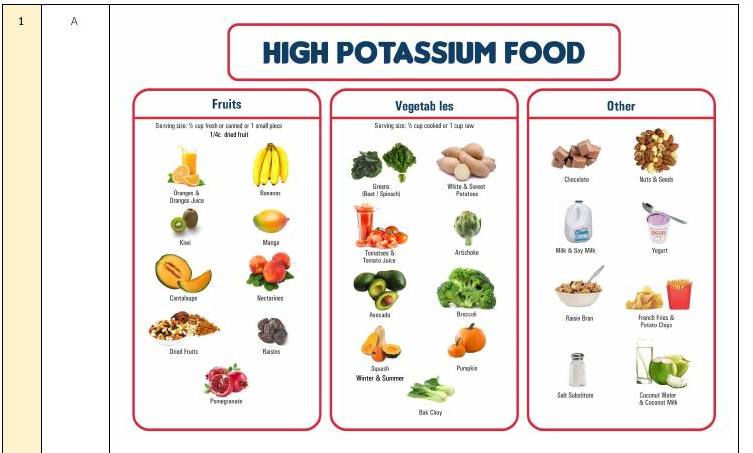 1
A
HIGH POTASSIUM FOOD
Fruits
Serving size: ½ cup fresh or canned or 1 small piece
1/4c dried fruit
Oranges &
Oranges Juice
Bananas
Kiwi
Mango
Cantaloupe
Nectarines
Dried Fruits
Raisins
Pomegranate
Vegetab les
Serving size: ½ cup cooked or 1 cup raw
Greens
(Beet | Spinach)
White & Sweet
Potatoes
Tomatoes &
Tomato Juice
Artichoke
Avocado
Broccoli
Squash
Winter & Summer
Pumpkin
Bok Choy
Other
Chocolate
Nuts & Seeds
Milk & Soy Milk
Yogurt
Raisin Bran
French Fries &
Potato Chips
Salt Substitute
Coconut Water
& Coconut Milk